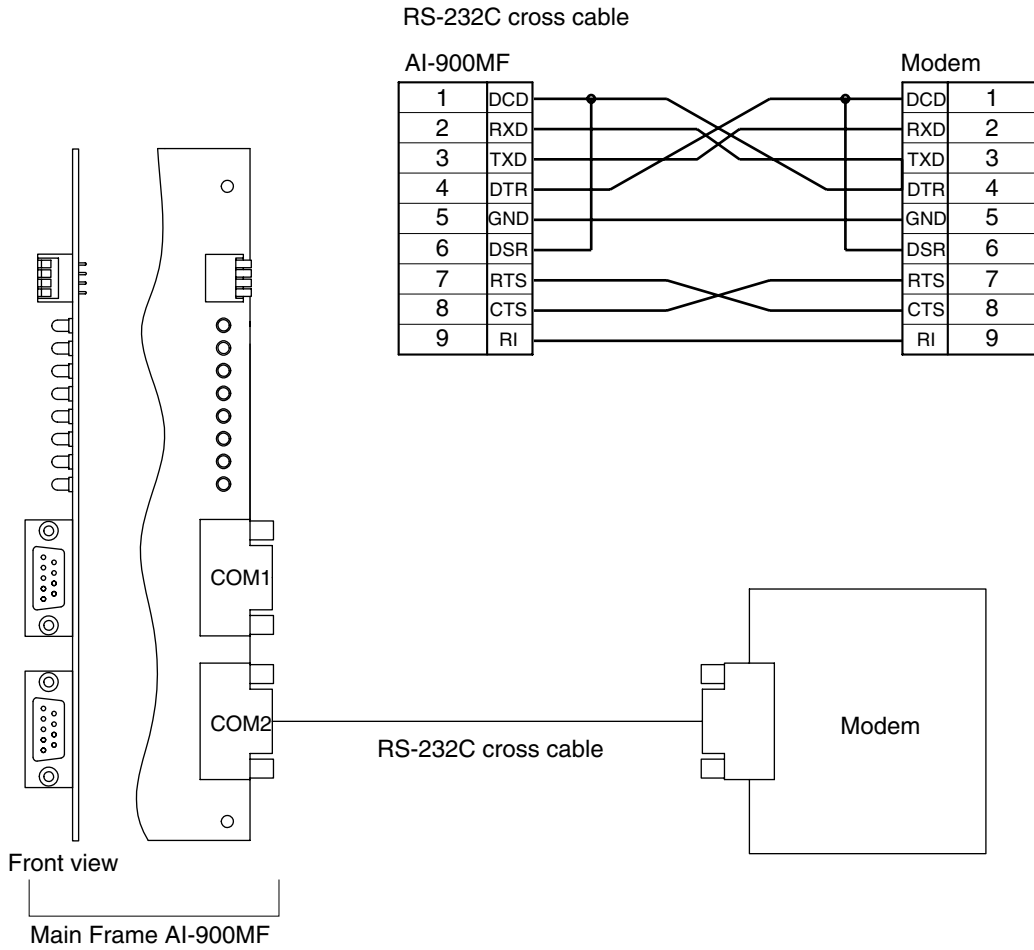 RS-232C cross cable
AI-900MF Modem
1 DCD DCD 1
2 RXD RXD 2
3 TXD TXD 3
4 DTR DTR 4
5 GND GND 5
6 DSR DSR 6
7 RTS RTS 7
8 CTS CTS 8
9 RI RI 9
COM1
COM2
RS-232C cross cable
Modem
Front view
Main Frame AI-900MF